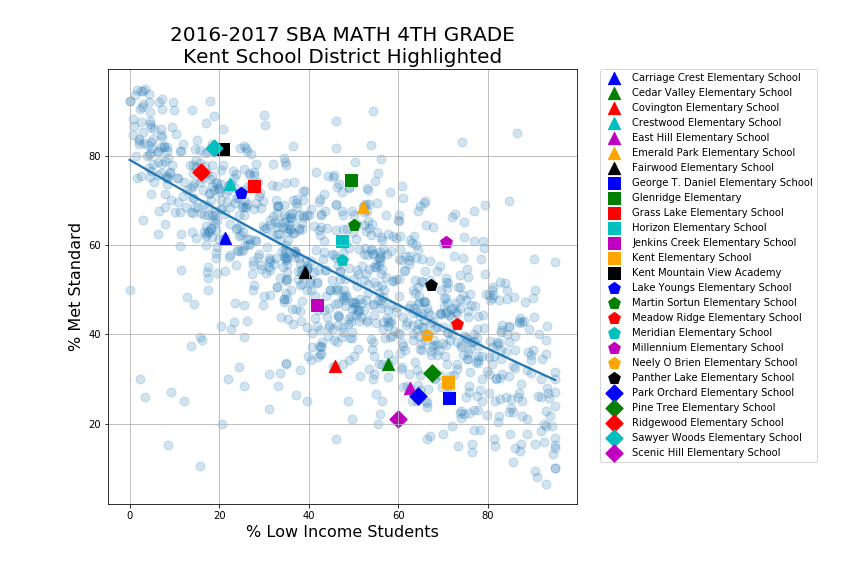 2016-2017 SBA MATH 4TH GRADE
Kent School District Highlighted
% Met Standard
80
60
40
20
0
20
40
60
80
% Low Income Students
Carriage Crest Elementary School
Cedar Valley Elementary School
Covington Elementary School
Crestwood Elementary School
East Hill Elementary School
Emerald Park Elementary School
Fairwood Elementary School
George T. Daniel Elementary School
Glenridge Elementary
Grass Lake Elementary School
Horizon Elementary School
Jenkins Creek Elementary School
Kent Elementary School
Kent Mountain View Academy
Lake Youngs Elementary School
Martin Sortun Elementary School
Meadow Ridge Elementary School
Meridian Elementary School
Millennium Elementary School
Neely O Brien Elementary School
Panther Lake Elementary School
Park Orchard Elementary School
Pine Tree Elementary School
Ridgewood Elementary School
Sawyer Woods Elementary School
Scenic Hill Elementary School